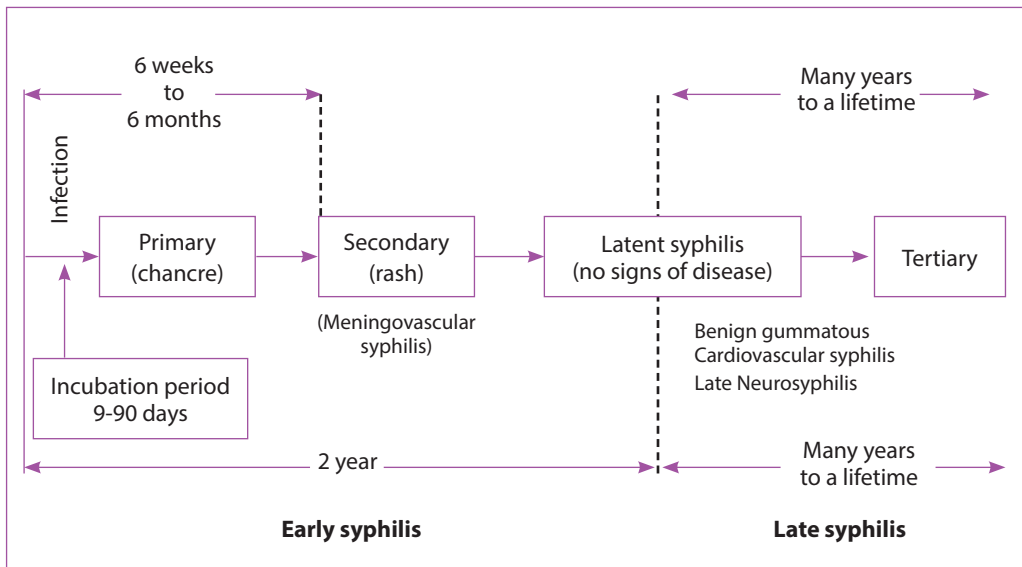 6 weeks
to
6 months
Many years
to a lifetime
Infection
Primary
(chancre)
Secondary
(rash)
Latent syphilis
(no signs of disease)
Tertiary
(Meningovascular
syphilis)
Benign gummatous
Cardiovascular syphilis
Late Neurosyphilis
Incubation period
9-90 days
2 year
Many years
to a lifetime
Early syphilis
Late syphilis